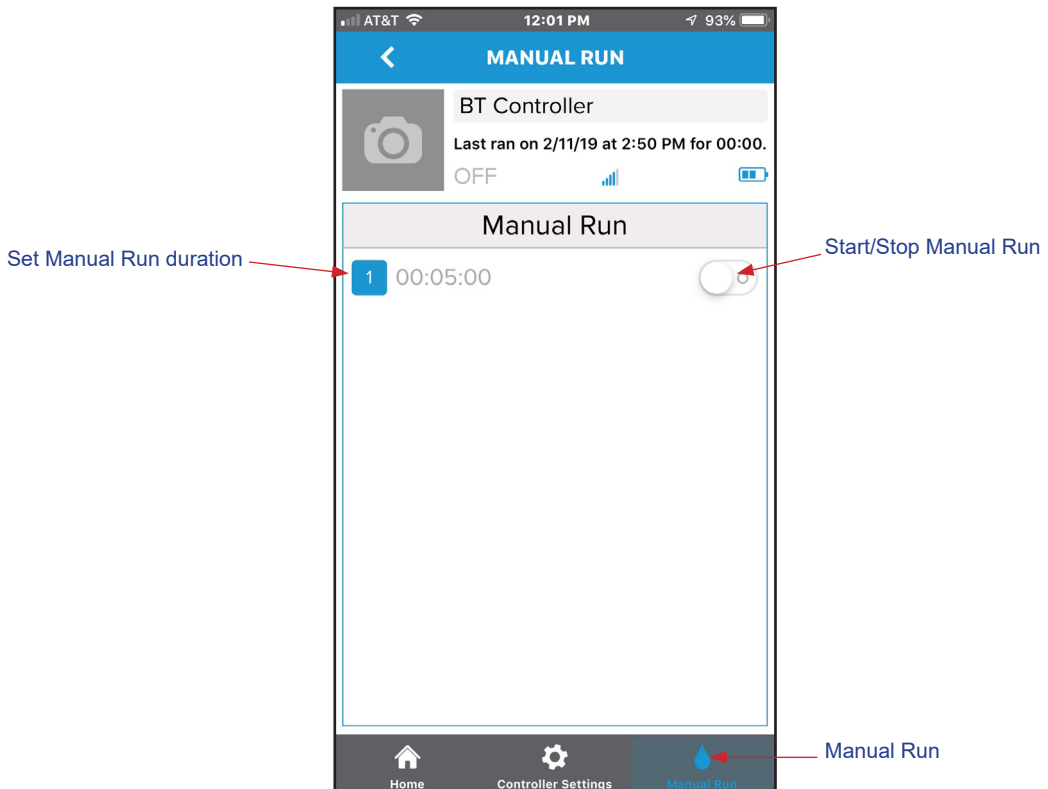 AT&T 12:01 PM 93%
MANUAL RUN
BT Controller
Last ran on 2/11/19 at 2:50 PM for 00:00.
OFF
Manual Run
Set Manual Run duration
Start/Stop Manual Run
1 00:05:00
Manual Run
Home Controller Settings Manual Run